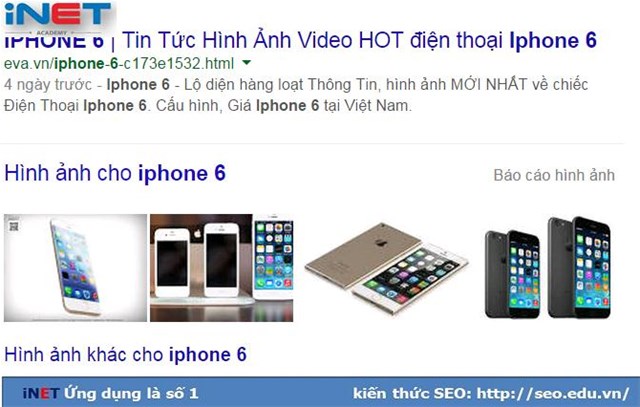 iNET
ACADEMY
IPHONE 6 | Tin Tức Hình Ảnh Video HOT điện thoại Iphone 6
eva.vn/iphone-6-c173e1532.html
4 ngày trước - Iphone 6 - Lộ diện hàng loạt Thông Tin, hình ảnh MỚI NHẤT về chiếc
Điện Thoại Iphone 6. Cấu hình, Giá Iphone 6 tại Việt Nam.
Hình ảnh cho iphone 6
Báo cáo hình ảnh
Hình ảnh khác cho iphone 6
iNET Ứng dụng là số 1
kiến thức SEO: http://seo.edu.vn/